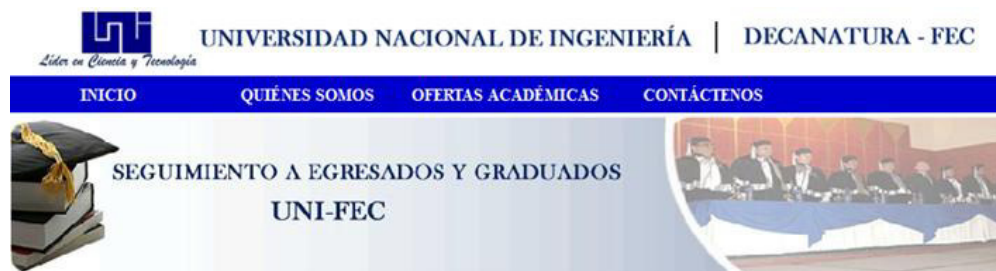 UNIVERSIDAD NACIONAL DE INGENIERÍA | DECANATURA - FEC
Líder en Ciencia y Tecnología
INICIO QUIÉNES SOMOS OFERTAS ACADÉMICAS CONTÁCTENOS
SEGUIMIENTO A EGRESADOS Y GRADUADOS
UNI-FEC